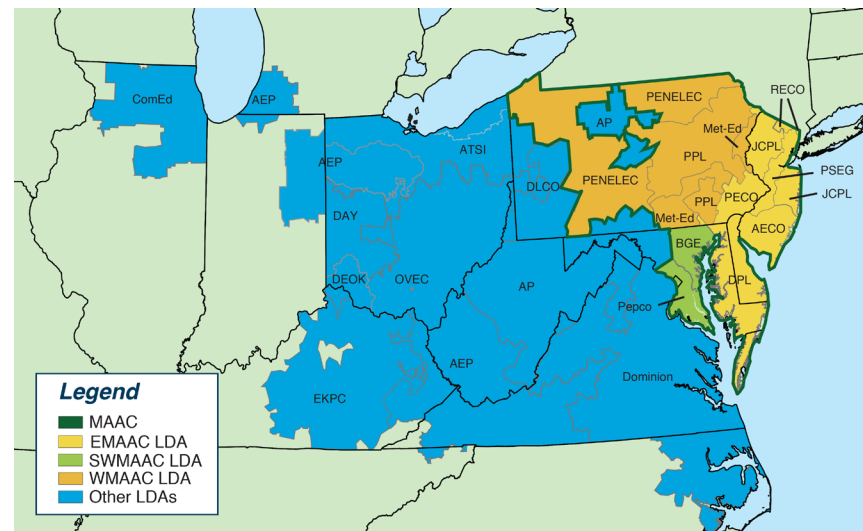 ComEd
AEP
PENELEC
RECO
AP
Met-Ed
JCPL
ATSI
AEP
PPL
PSEG
DLCO
PENELEC
PECO
JCPL
PPL
DAY
Met-Ed
AECO
BGE
DEOK
OVEC
AP
DPL
Pepco
AEP
Dominion
EKPC
Legend
MAAC
EMAAC LDA
SWMAAC LDA
WMAAC LDA
Other LDAs